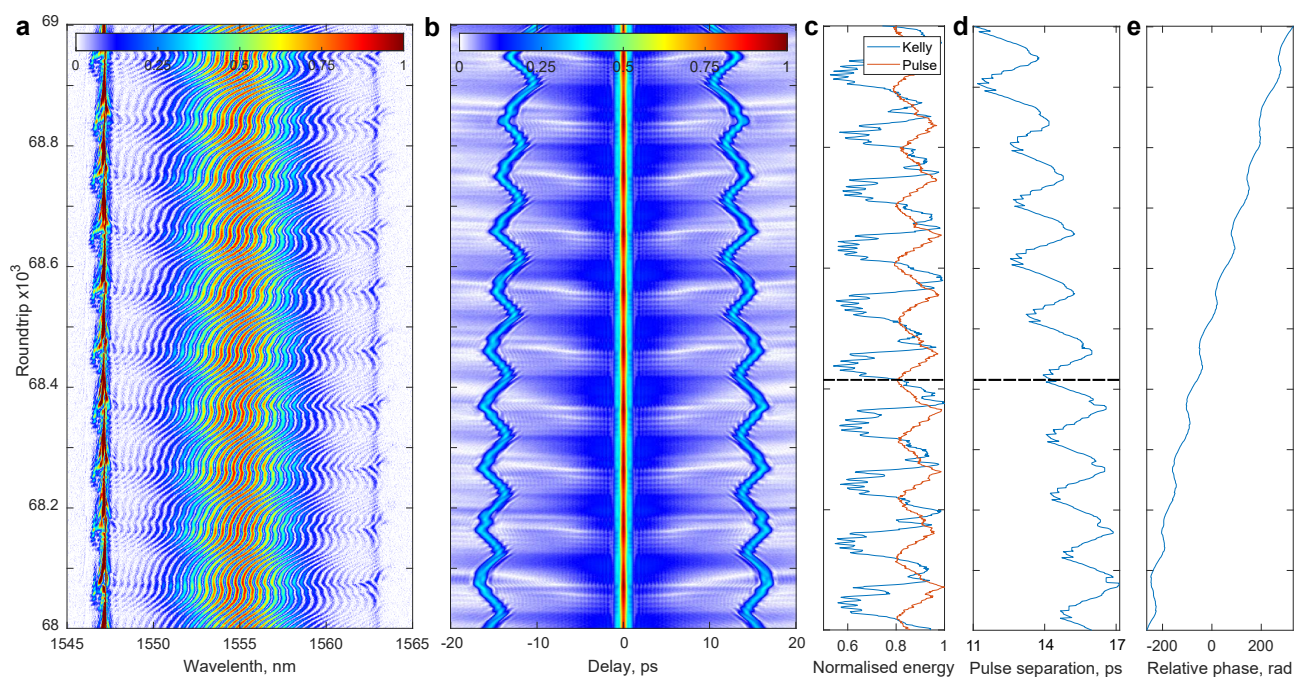 a
b
c
d
e
69
68.8
68.6
68.4
68.2
68
Roundtrip x10³
0 0.25 0.5 0.75 1
1545 1550 1555 1560 1565
Wavelenth, nm
0 0.25 0.5 0.75 1
-20 -10 0 10 20
Delay, ps
Kelly
Pulse
0.6 0.8 1
Normalised energy
11 14 17
Pulse separation, ps
-200 0 200
Relative phase, rad